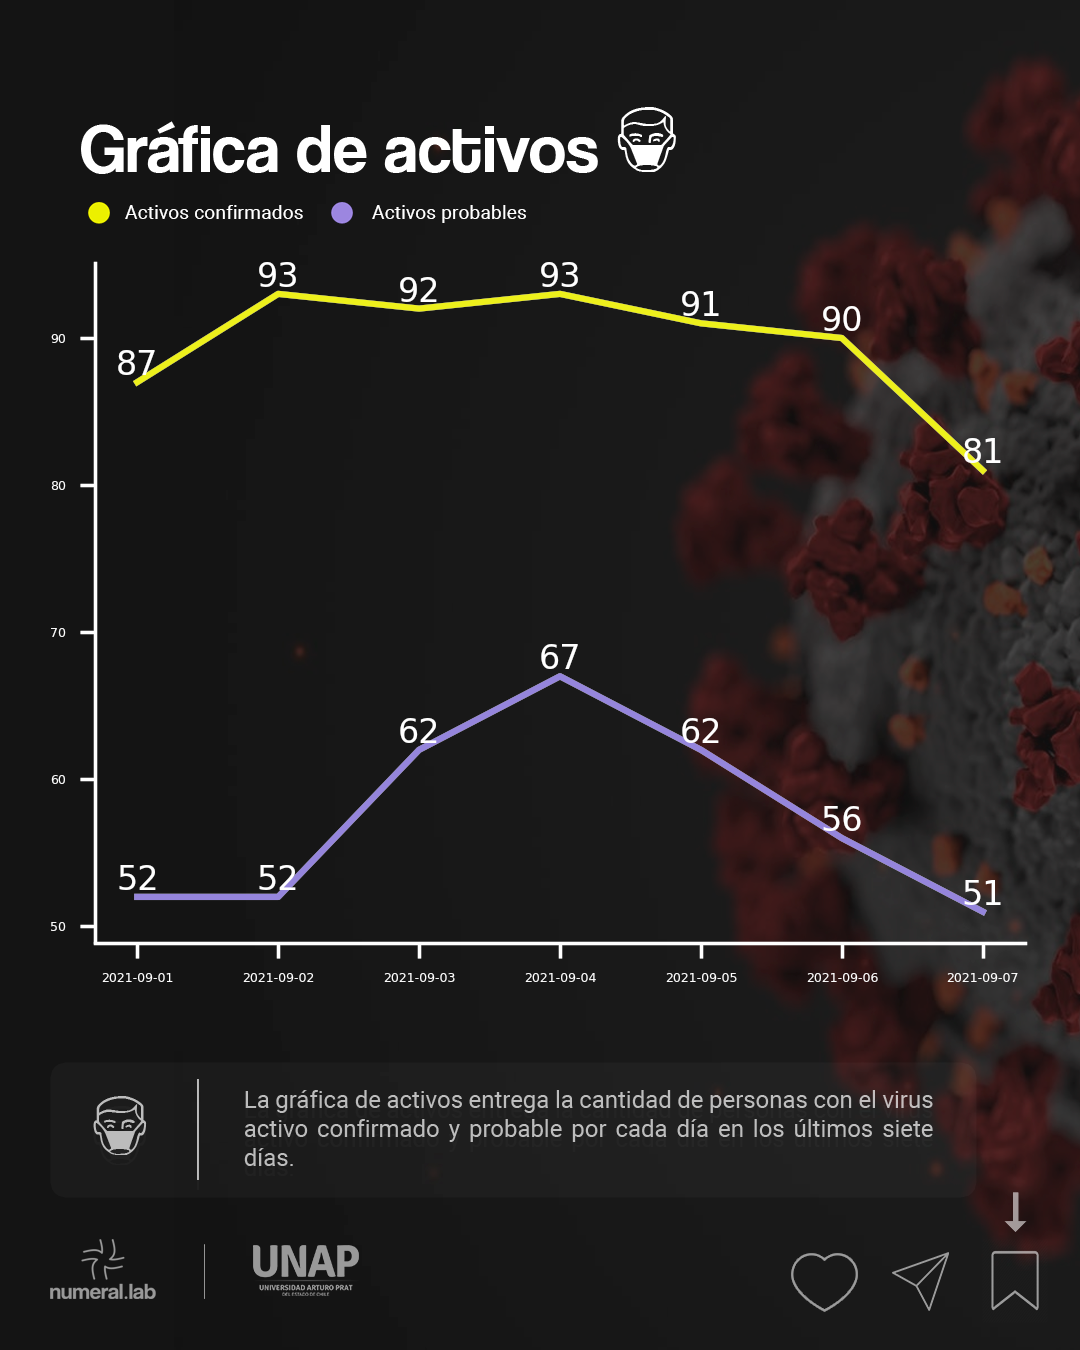 Gráfica de activos
Activos confirmados Activos probables
93 92 93 91 90
90
87
81
80
70
67
62 62
60
56
52 52 51
50
2021-09-01 2021-09-02 2021-09-03 2021-09-04 2021-09-05 2021-09-06 2021-09-07
La gráfica de activos entrega la cantidad de personas con el virus
activo confirmado y probable por cada día en los últimos siete
días.
numeral.lab
UNAP
UNIVERSIDAD ARTURO PRAT
DEL ESTADO DE CHILE